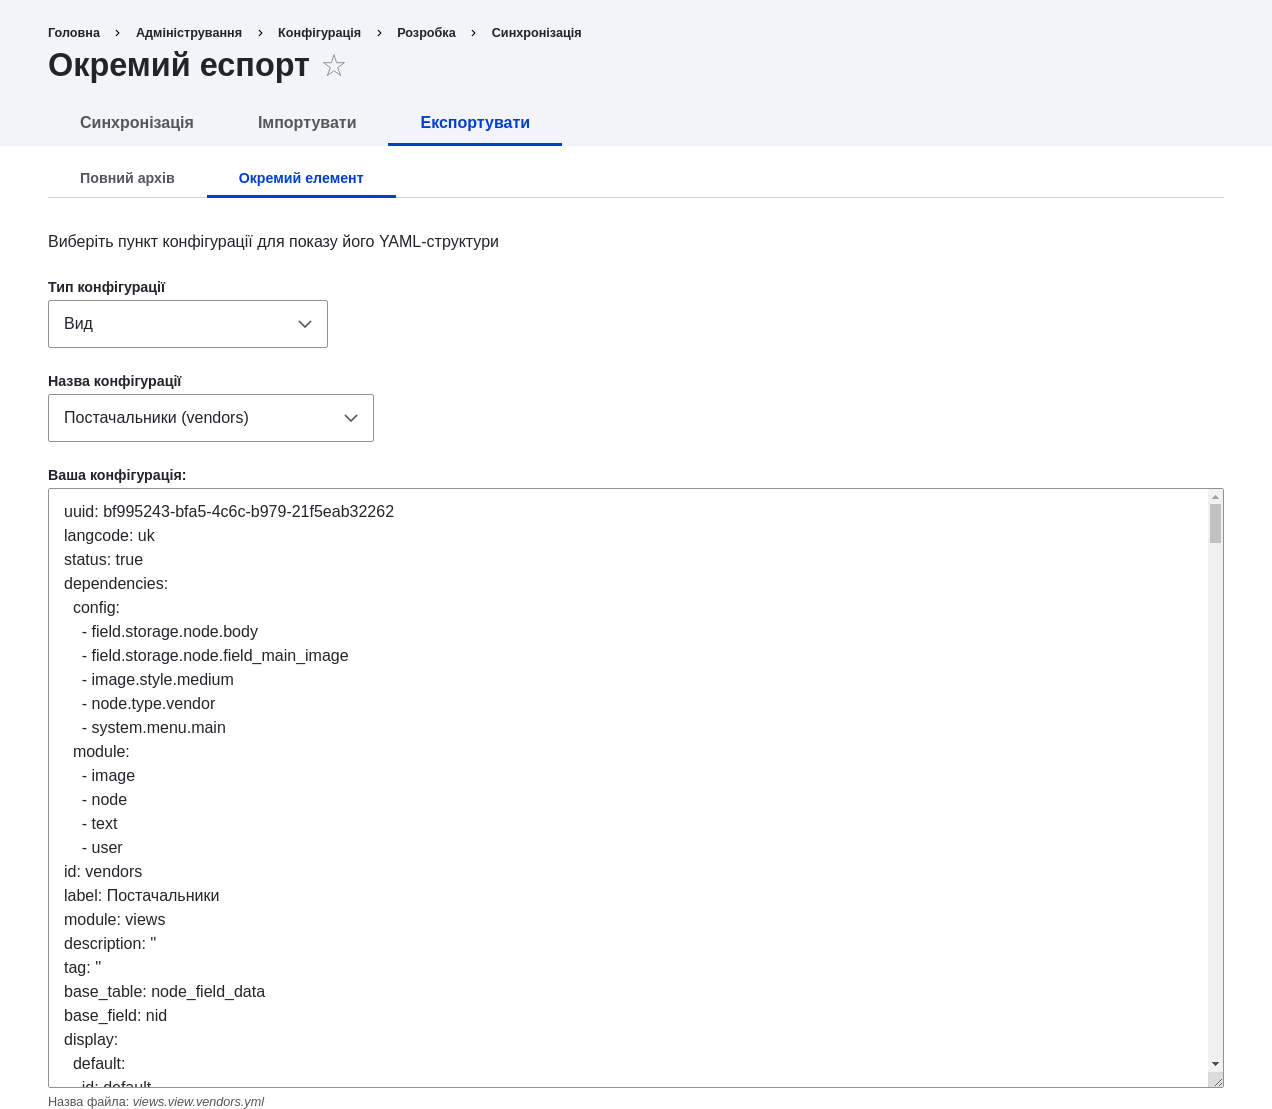 Головна › Адміністрування › Конфігурація › Розробка › Синхронізація
Окремий еспорт ☆
Синхронізація Імпортувати Експортувати
Повний архів Окремий елемент
Виберіть пункт конфігурації для показу його YAML-структури
Тип конфігурації
Вид
Назва конфігурації
Постачальники (vendors)
Ваша конфігурація:
uuid: bf995243-bfa5-4c6c-b979-21f5eab32262
langcode: uk
status: true
dependencies:
  config:
    - field.storage.node.body
    - field.storage.node.field_main_image
    - image.style.medium
    - node.type.vendor
    - system.menu.main
  module:
    - image
    - node
    - text
    - user
id: vendors
label: Постачальники
module: views
description: ''
tag: ''
base_table: node_field_data
base_field: nid
display:
  default:
    id: default
Назва файла: views.view.vendors.yml